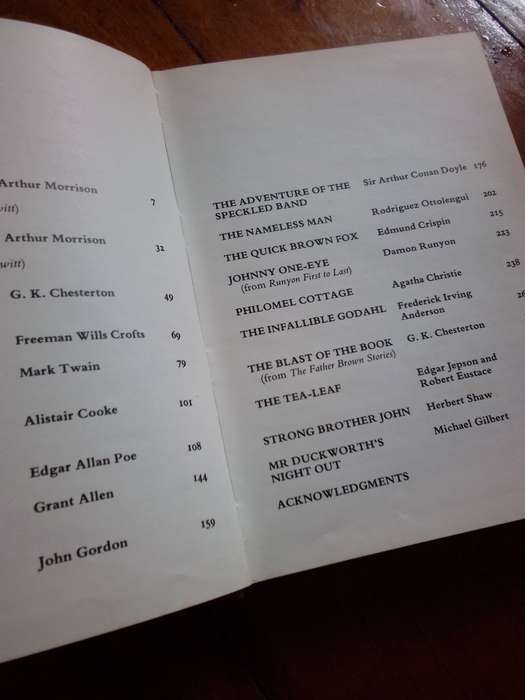 Arthur Morrison 7
Arthur Morrison 32
G. K. Chesterton 49
Freeman Wills Crofts 69
Mark Twain 79
Alistair Cooke 101
Edgar Allan Poe 108
Grant Allen 144
John Gordon 159
THE ADVENTURE OF THE
SPECKLED BAND Sir Arthur Conan Doyle 176
THE NAMELESS MAN Rodriguez Ottolengui 202
THE QUICK BROWN FOX Edmund Crispin 215
JOHNNY ONE-EYE Damon Runyon 223
(from Runyon First to Last)
PHILOMEL COTTAGE Agatha Christie 238
THE INFALLIBLE GODAHL Frederick Irving
Anderson
THE BLAST OF THE BOOK G. K. Chesterton
(from The Father Brown Stories)
THE TEA-LEAF Edgar Jepson and
Robert Eustace
STRONG BROTHER JOHN Herbert Shaw
MR DUCKWORTH'S Michael Gilbert
NIGHT OUT
ACKNOWLEDGMENTS